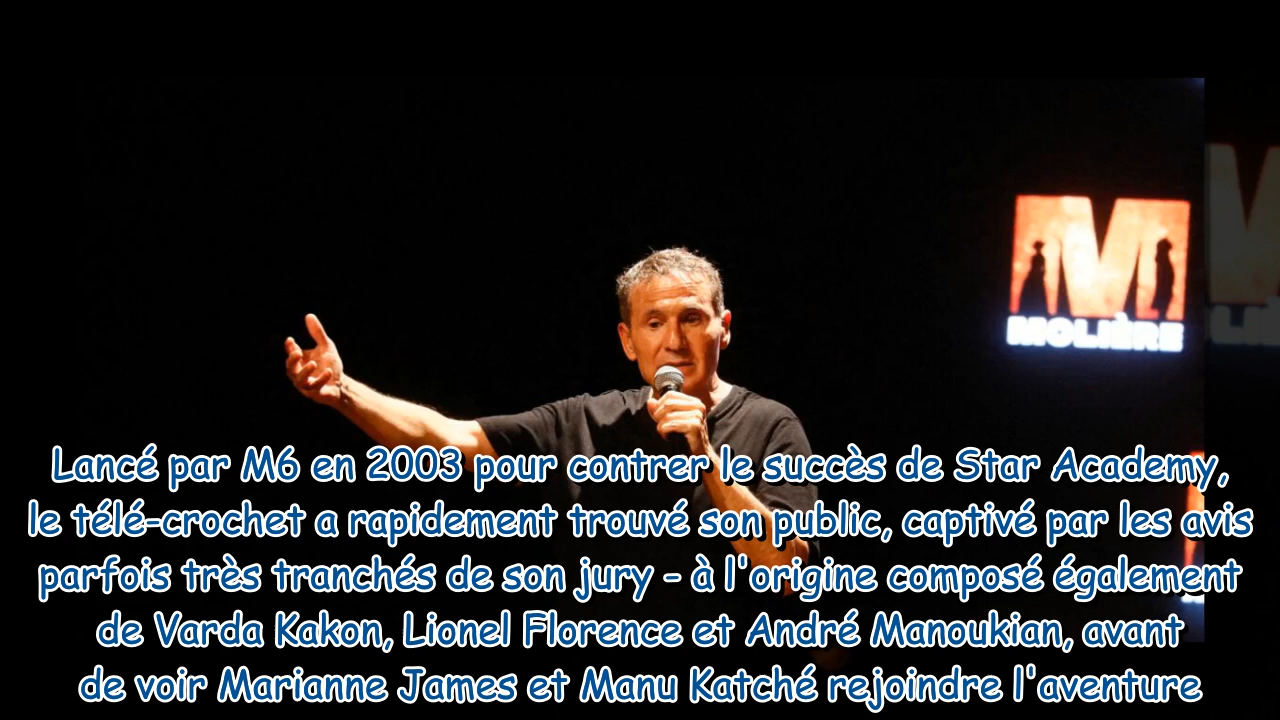 MOLIÈRE
Lancé par M6 en 2003 pour contrer le succès de Star Academy,
le télé-crochet a rapidement trouvé son public, captivé par les avis
parfois très tranchés de son jury - à l'origine composé également
de Varda Kakon, Lionel Florence et André Manoukian, avant
de voir Marianne James et Manu Katché rejoindre l'aventure